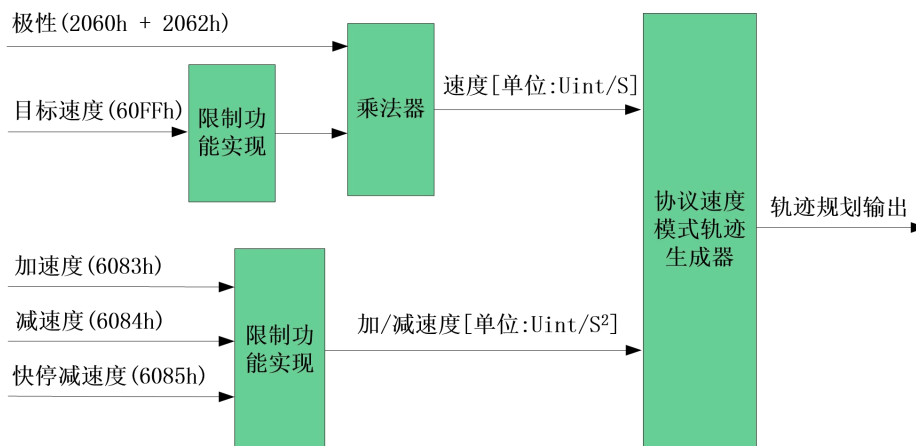 极性(2060h + 2062h)
目标速度(60FFh)
限制功
能实现
乘法器
速度[单位:Uint/S]
协议速度
模式轨迹
生成器
轨迹规划输出
加速度(6083h)
减速度(6084h)
快停减速度(6085h)
限制功
能实现
加/减速度[单位:Uint/S²]